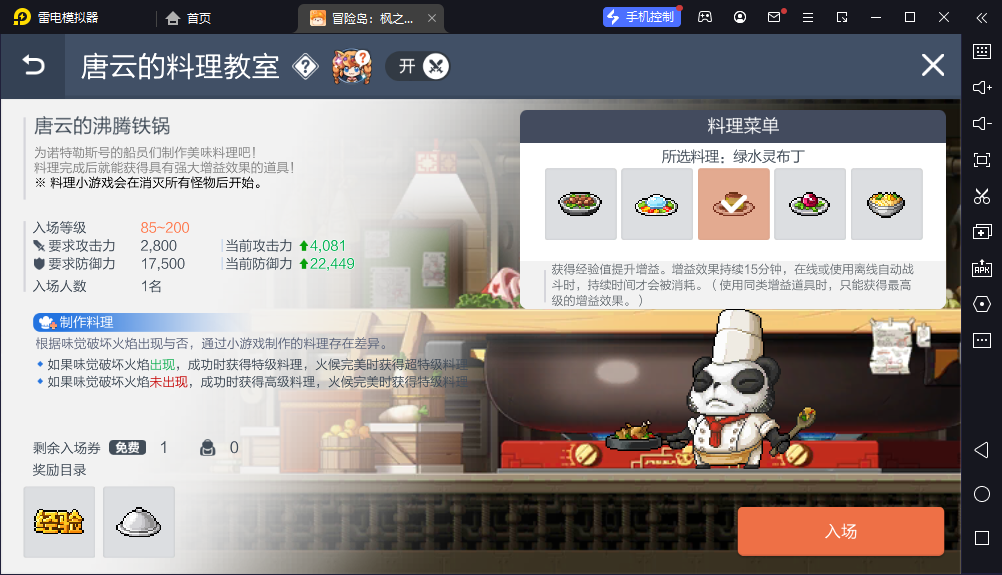 雷电模拟器
首页
冒险岛：枫之...
手机控制
唐云的料理教室
开
唐云的沸腾铁锅
为诺特勒斯号的船员们制作美味料理吧！
料理完成后就能获得具有强大增益效果的道具！
※ 料理小游戏会在消灭所有怪物后开始。
入场等级 85~200
要求攻击力 2,800 当前攻击力 4,081
要求防御力 17,500 当前防御力 22,449
入场人数 1名
制作料理
根据味觉破坏火焰出现与否，通过小游戏制作的料理存在差异。
如果味觉破坏火焰出现，成功时获得特级料理，火候完美时获得超特级料理
如果味觉破坏火焰未出现，成功时获得高级料理，火候完美时获得特级料理
剩余入场券 免费 1 0
奖励目录
经验
料理菜单
所选料理：绿水灵布丁
获得经验值提升增益。增益效果持续15分钟，在线或使用离线自动战
斗时，持续时间才会被消耗。（使用同类增益道具时，只能获得最高
级的增益效果。）
入场
APK